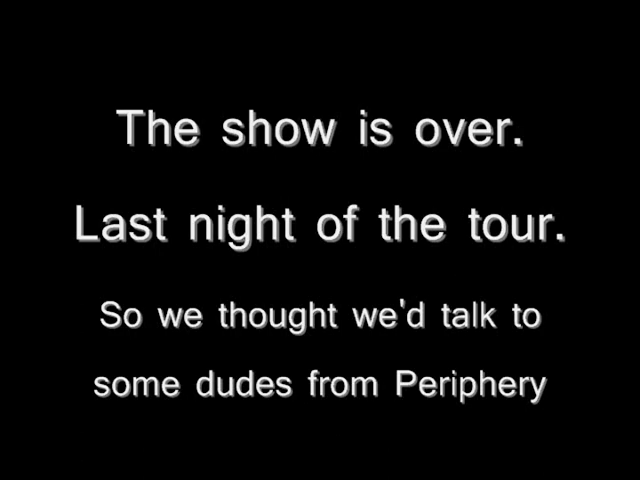 The show is over.
Last night of the tour.
So we thought we'd talk to
some dudes from Periphery